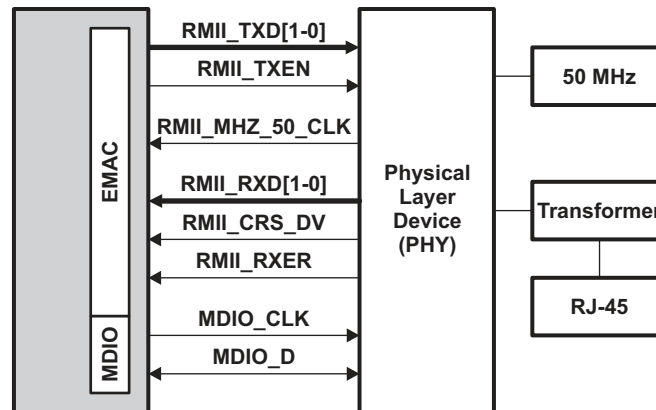 RMII_TXD[1-0]
RMII_TXEN
RMII_MHZ_50_CLK
RMII_RXD[1-0]
RMII_CRS_DV
RMII_RXER
MDIO_CLK
MDIO_D
EMAC
MDIO
Physical
Layer
Device
(PHY)
50 MHz
Transformer
RJ-45